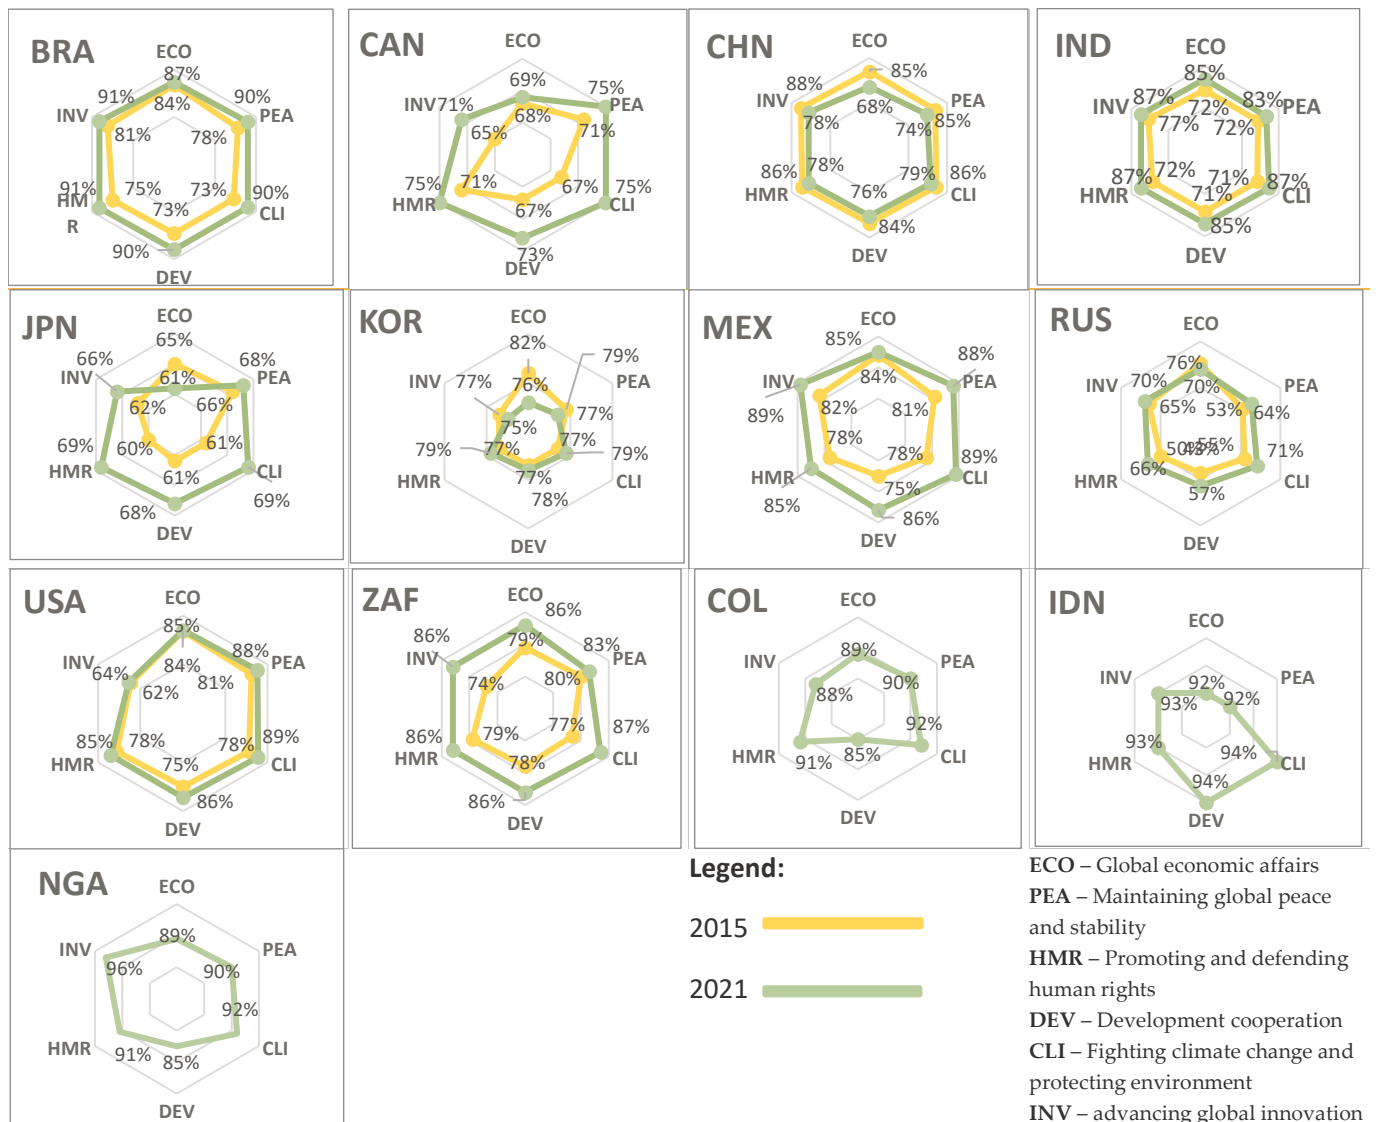 BRA
ECO
87%
91%
90%
INV
84%
PEA
81%
78%
91%
75%
73%
90%
HM
R
73%
CLI
90%
DEV
CAN
ECO
69%
75%
INV
71%
68%
PEA
65%
71%
75%
71%
67%
75%
HMR
67%
CLI
73%
DEV
CHN
ECO
85%
88%
INV
68%
PEA
78%
74%
85%
86%
78%
79%
86%
HMR
76%
CLI
84%
DEV
IND
ECO
85%
87%
83%
INV
72%
PEA
77%
72%
87%
72%
71%
87%
HMR
71%
CLI
85%
DEV
JPN
ECO
65%
66%
68%
INV
61%
PEA
62%
66%
69%
60%
61%
HMR
61%
CLI
68%
69%
DEV
KOR
ECO
82%
79%
INV
77%
76%
PEA
75%
77%
79%
77%
77%
79%
HMR
77%
CLI
78%
DEV
MEX
ECO
85%
88%
INV
84%
PEA
89%
82%
81%
78%
78%
89%
HMR
75%
CLI
85%
86%
DEV
RUS
ECO
76%
INV
70%
70%
PEA
65%
53%
64%
50%
43%
55%
71%
HMR
66%
57%
CLI
DEV
USA
ECO
85%
88%
INV
64%
84%
PEA
62%
81%
85%
78%
78%
89%
HMR
75%
CLI
86%
DEV
ZAF
ECO
86%
86%
79%
83%
INV
PEA
74%
80%
86%
79%
77%
87%
HMR
78%
CLI
86%
DEV
COL
ECO
89%
INV
PEA
88%
90%
92%
HMR
91%
85%
CLI
DEV
IDN
ECO
INV
92%
PEA
93%
92%
93%
94%
HMR
94%
CLI
DEV
NGA
ECO
89%
INV
PEA
96%
90%
92%
HMR
91%
85%
CLI
DEV
Legend:
2015
2021
ECO – Global economic affairs
PEA – Maintaining global peace
and stability
HMR – Promoting and defending
human rights
DEV – Development cooperation
CLI – Fighting climate change and
protecting environment
INV – advancing global innovation